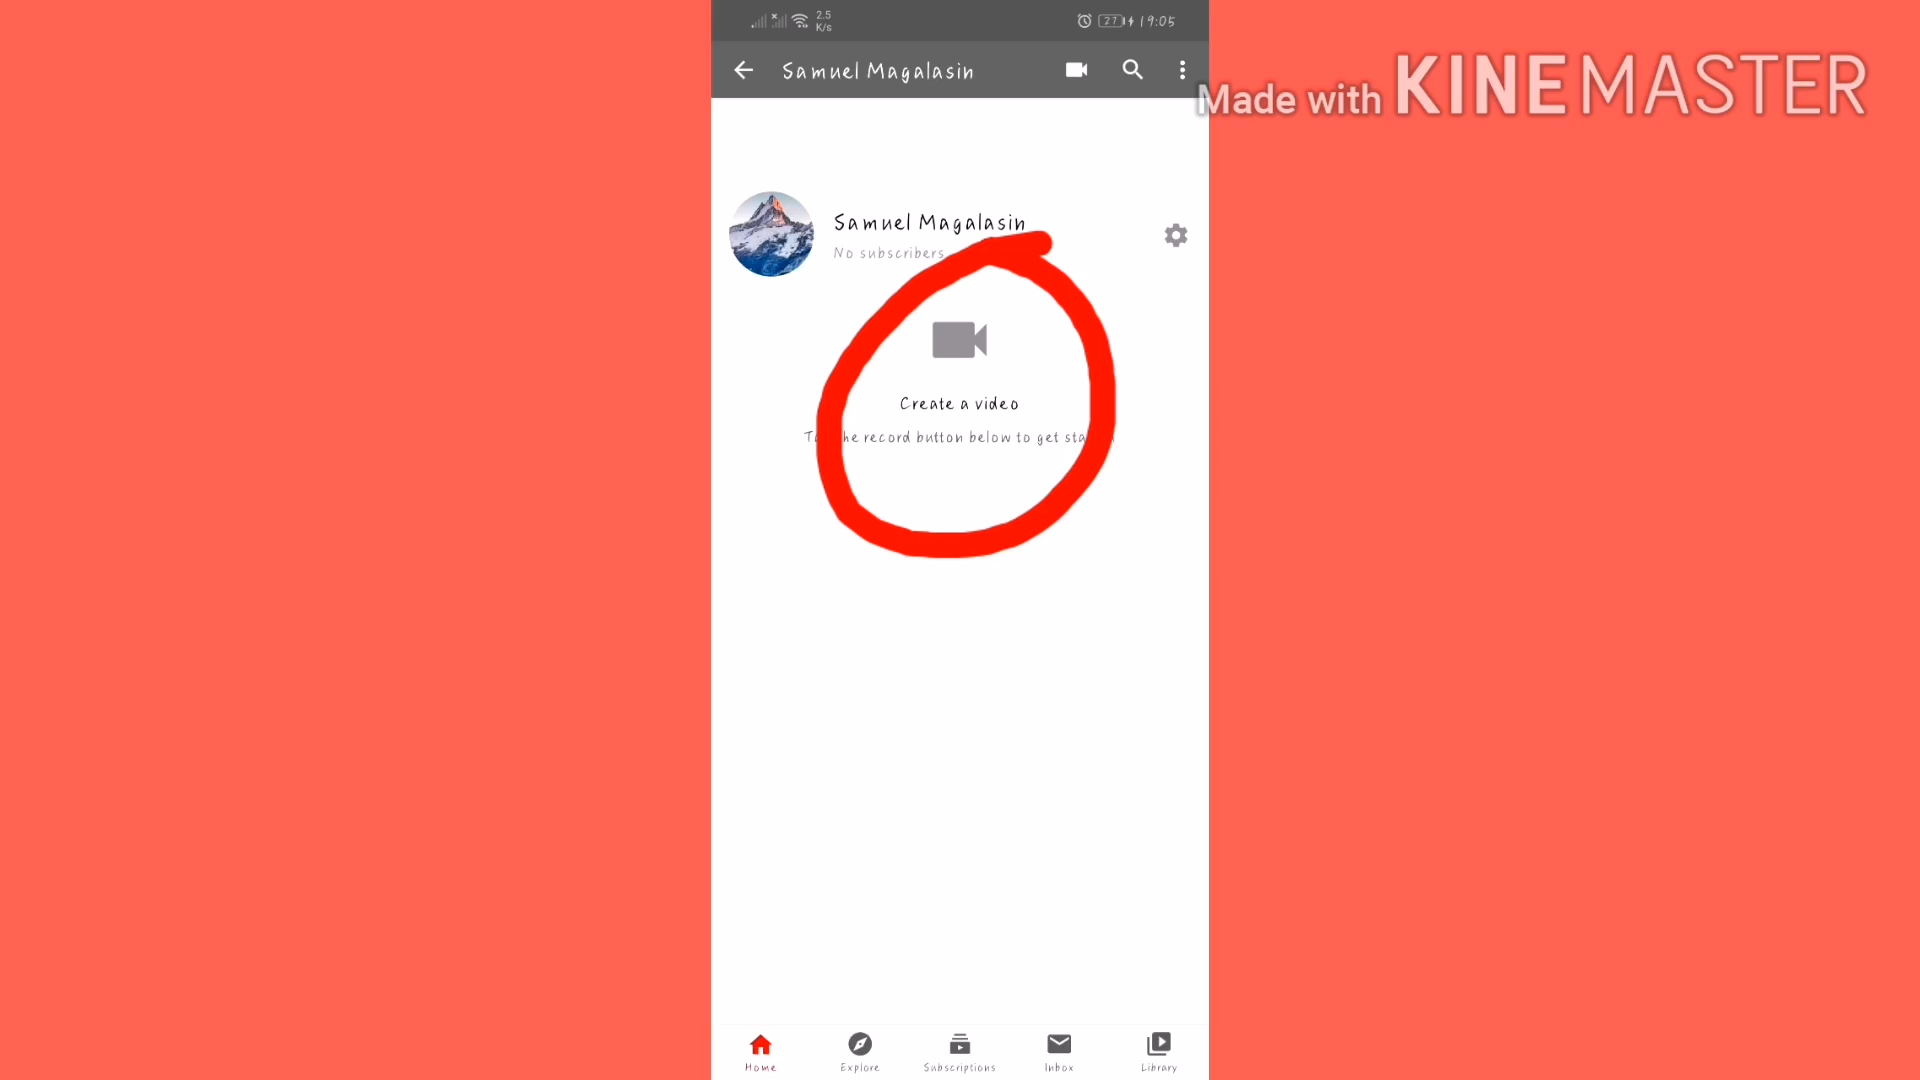 2.5
K/s
27
19:05
Samuel Magalasin
Made with KINEMASTER
Samuel Magalasin
No subscribers
Create a video
he record button below to get
Home
Explore
Subscriptions
Inbox
Library